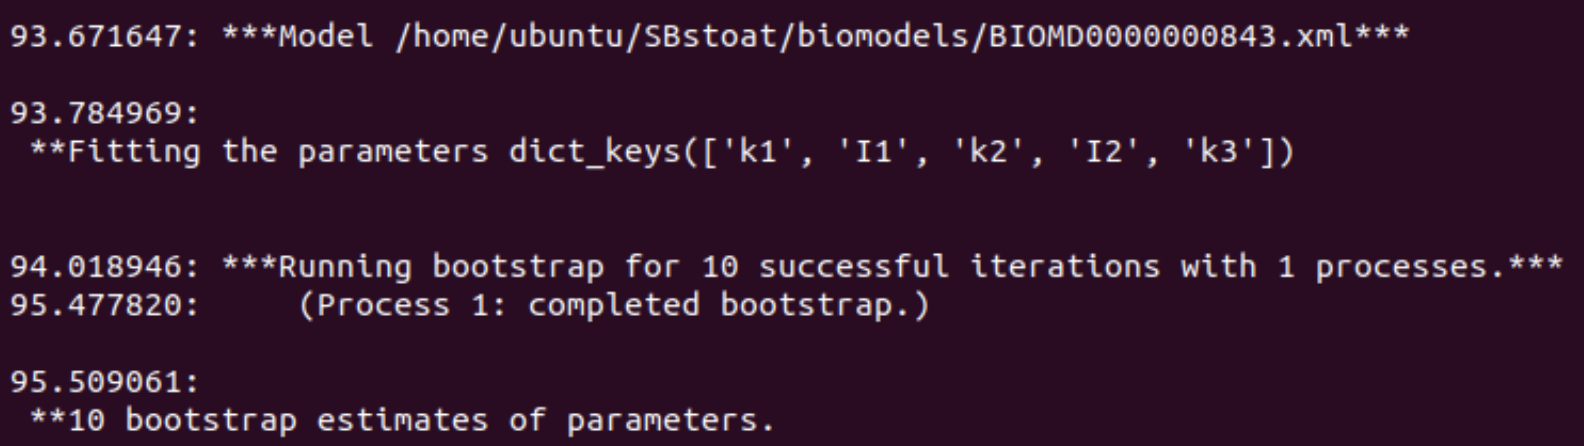 93.671647: ***Model /home/ubuntu/SBstoat/biomodels/BIOMD0000000843.xml***
93.784969:
**Fitting the parameters dict_keys(['k1', 'I1', 'k2', 'I2', 'k3'])
94.018946: ***Running bootstrap for 10 successful iterations with 1 processes.***
95.477820: (Process 1: completed bootstrap.)
95.509061:
**10 bootstrap estimates of parameters.